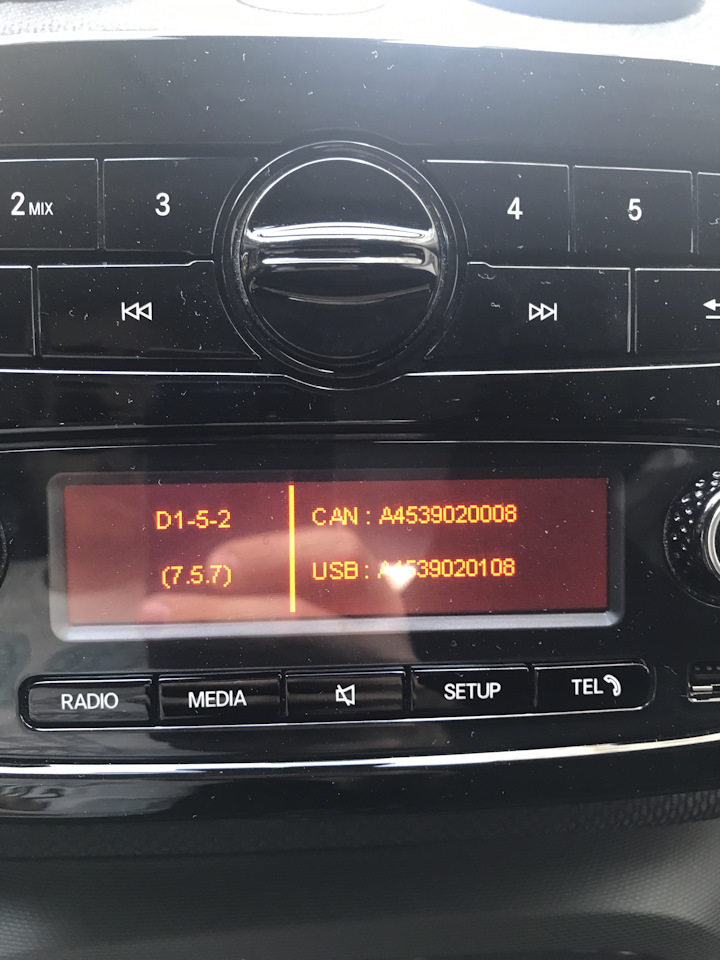 2 MIX
3
4
5
D1-5-2
(7.5.7)
CAN : A4539020008
USB : A4539020108
RADIO
MEDIA
SETUP
TEL